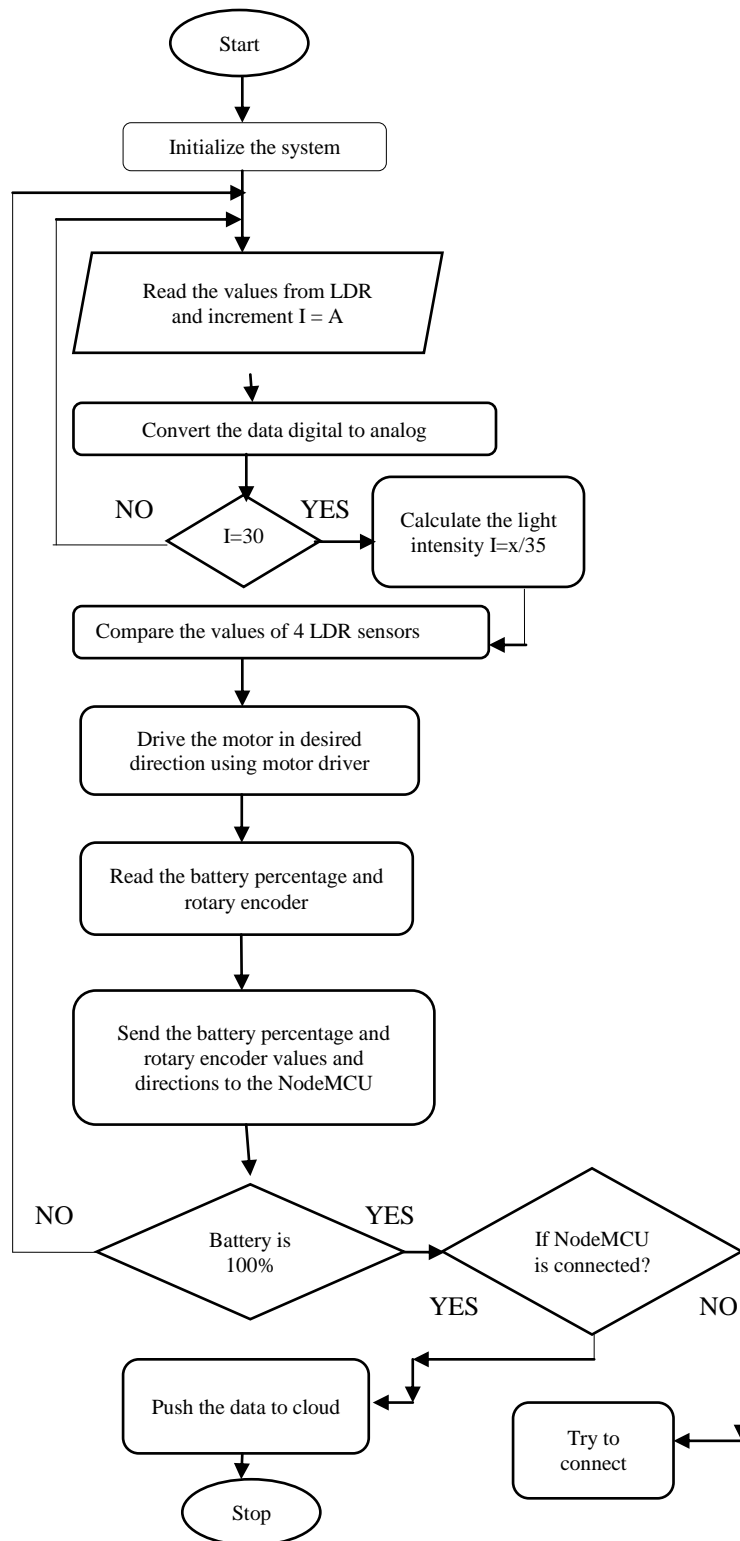 Start
Initialize the system
Read the values from LDR
and increment I = A
Convert the data digital to analog
NO
YES
I=30
Calculate the light
intensity I=x/35
Compare the values of 4 LDR sensors
Drive the motor in desired
direction using motor driver
Read the battery percentage and
rotary encoder
Send the battery percentage and
rotary encoder values and
directions to the NodeMCU
NO
Battery is
100%
YES
If NodeMCU
is connected?
YES
NO
Push the data to cloud
Try to
connect
Stop